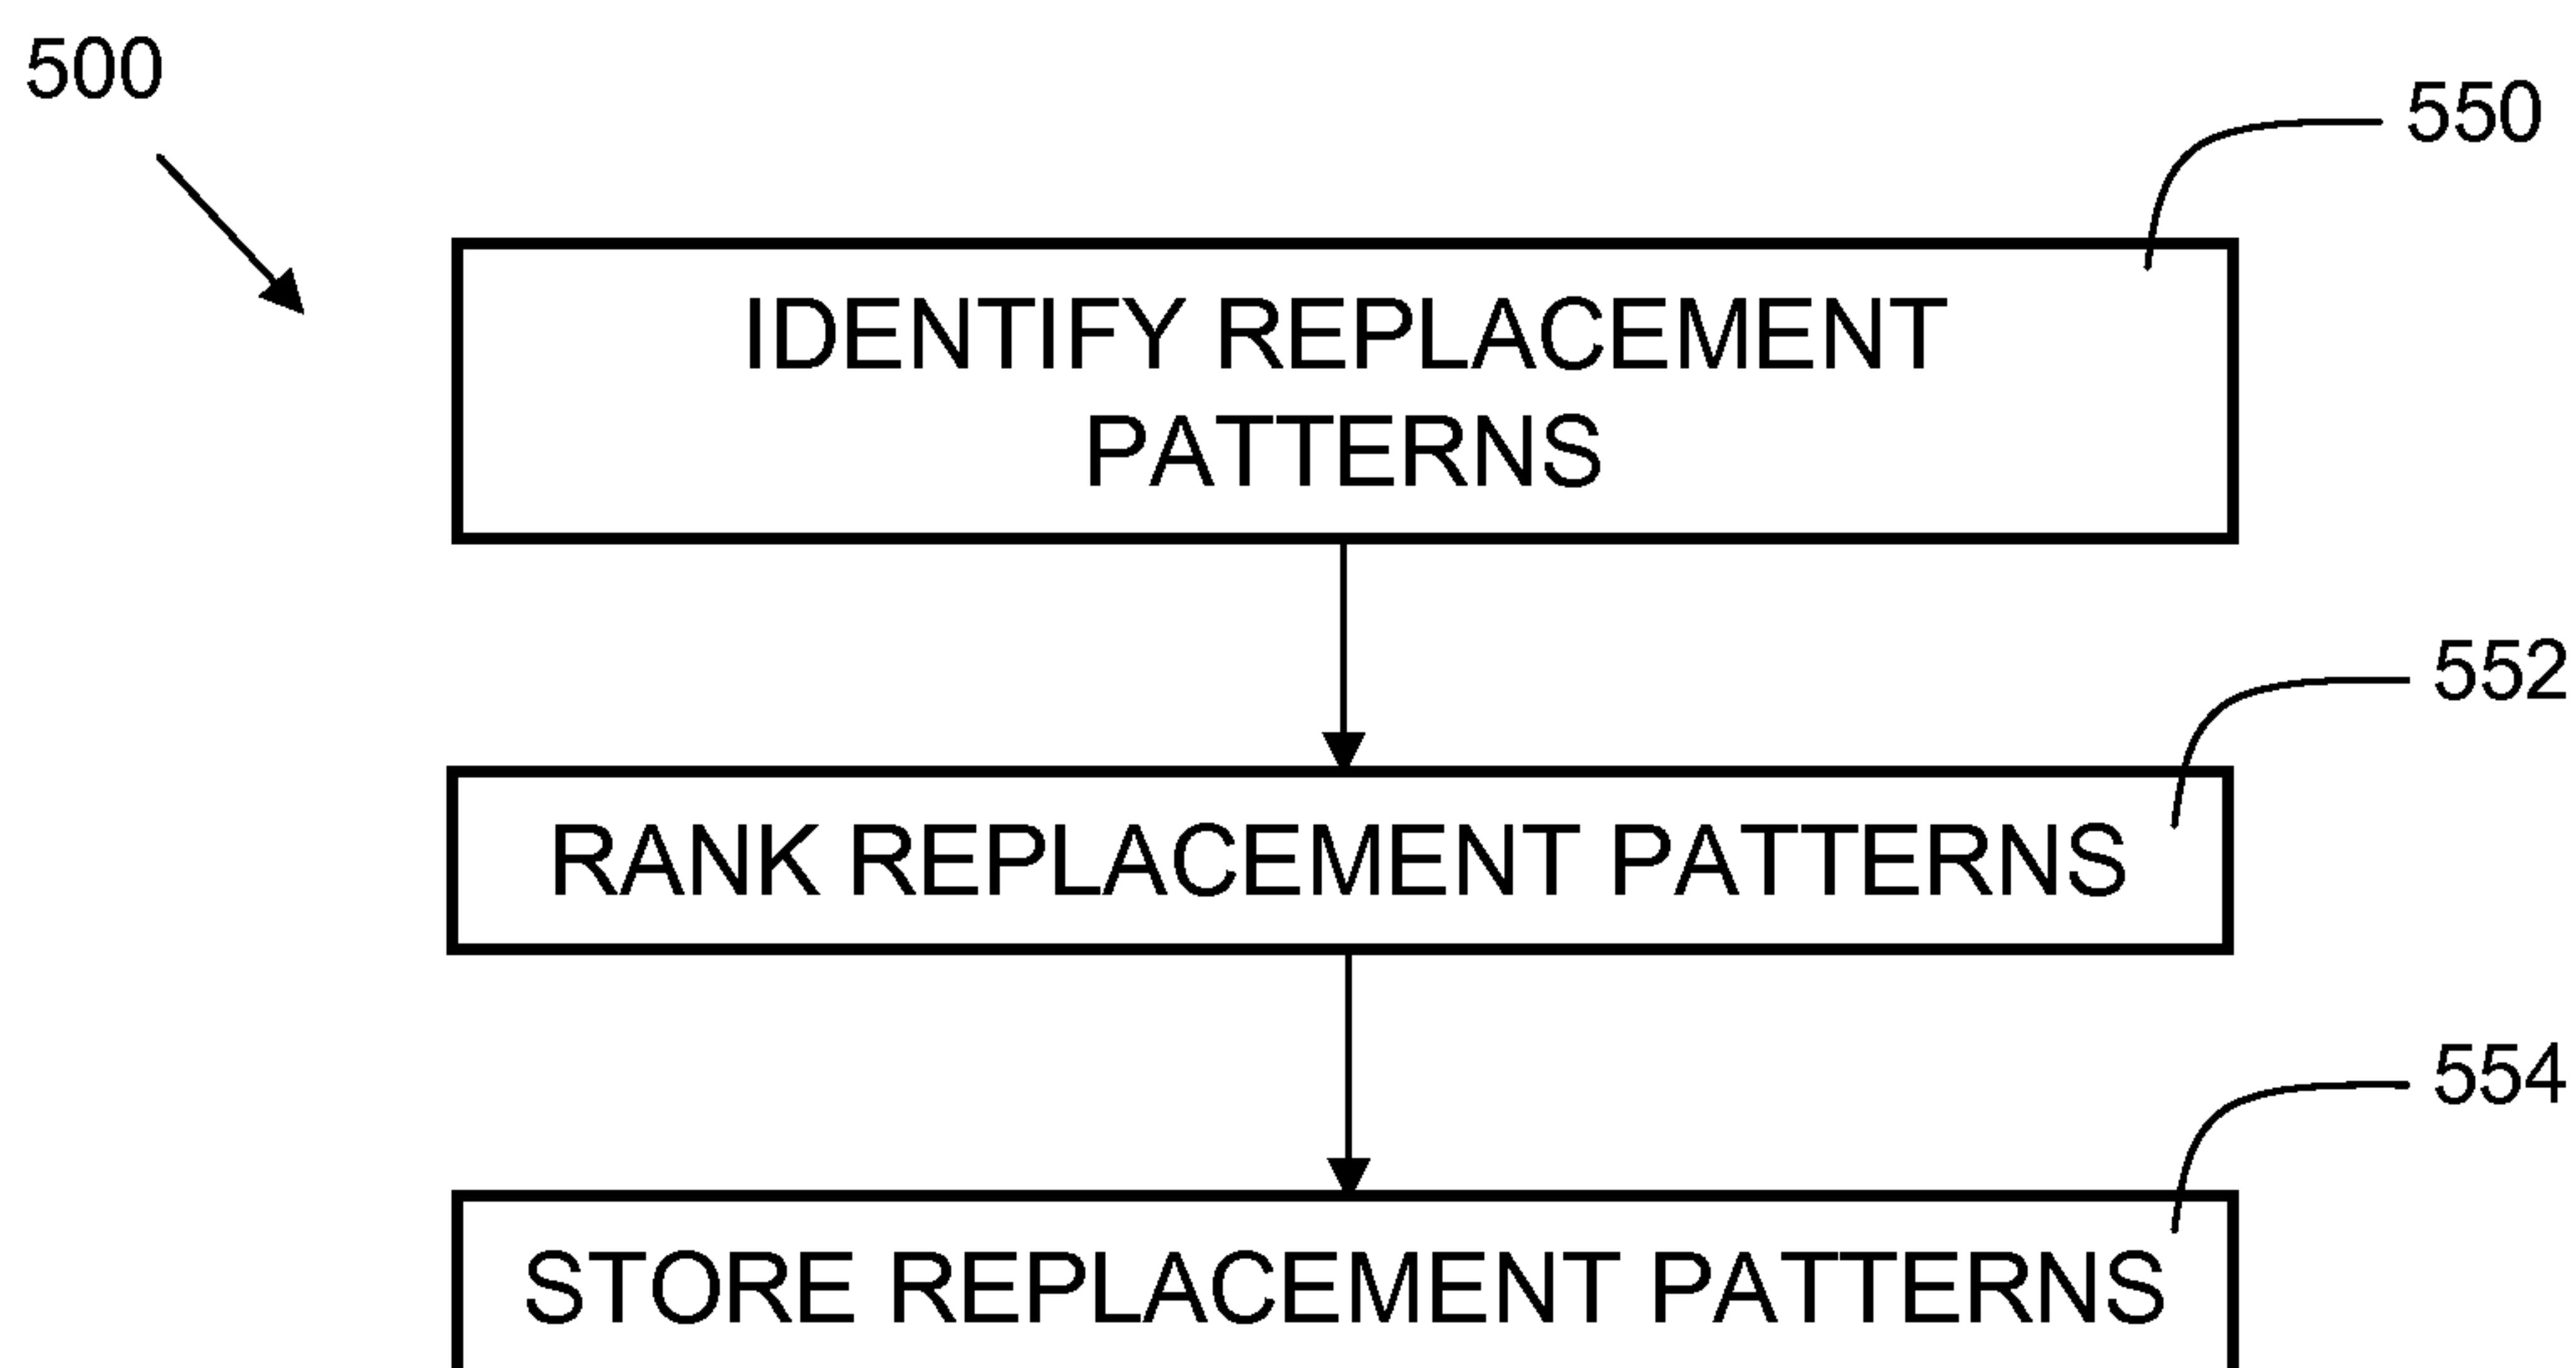 500
550
IDENTIFY REPLACEMENT
PATTERNS
552
RANK REPLACEMENT PATTERNS
554
STORE REPLACEMENT PATTERNS